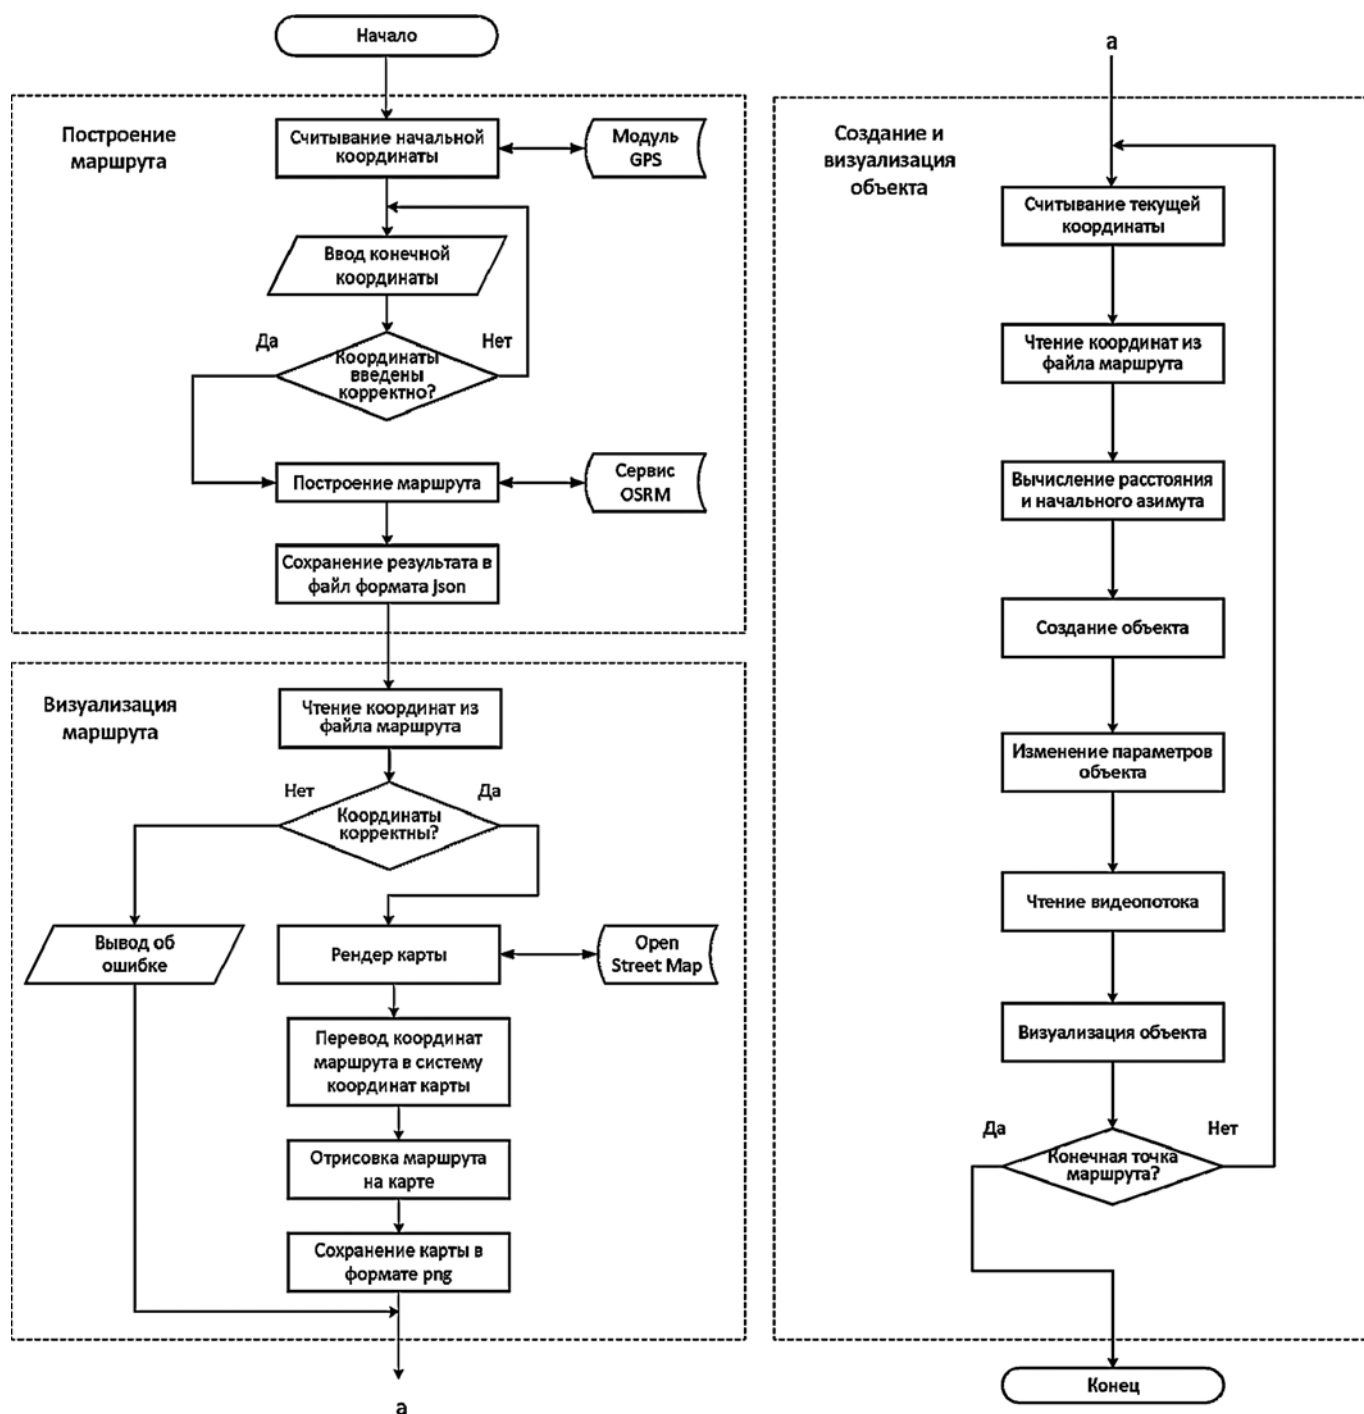 Начало
Построение
маршрута
Считывание начальной
координаты
Модуль
GPS
Ввод конечной
координаты
Да
Нет
Координаты
введены
корректно?
Построение маршрута
Сервис
OSRM
Сохранение результата в
файл формата Json
Визуализация
маршрута
Чтение координат из
файла маршрута
Нет
Да
Координаты
корректны?
Вывод об
ошибке
Рендер карты
Open
Street Map
Перевод координат
маршрута в систему
координат карты
Отрисовка маршрута
на карте
Сохранение карты в
формате png
а
а
Создание и
визуализация
объекта
Считывание текущей
координаты
Чтение координат из
файла маршрута
Вычисление расстояния
и начального азимута
Создание объекта
Изменение параметров
объекта
Чтение видеопотока
Визуализация объекта
Да
Нет
Конечная точка
маршрута?
Конец